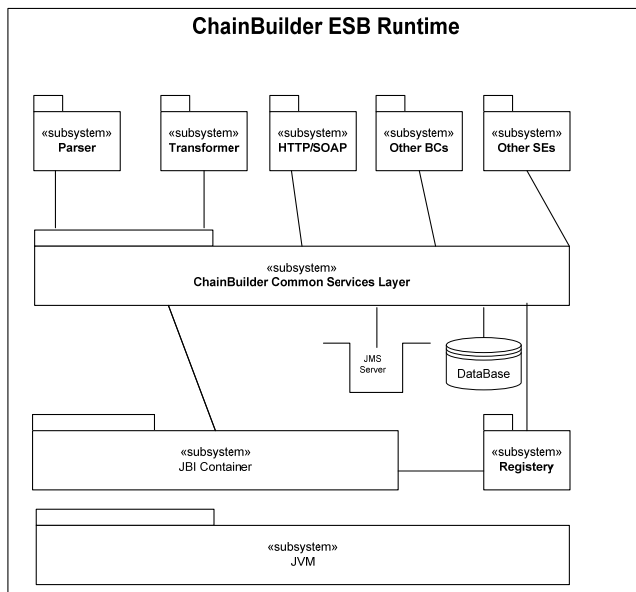 ChainBuilder ESB Runtime
«subsystem»
Parser
«subsystem»
Transformer
«subsystem»
HTTP/SOAP
«subsystem»
Other BCs
«subsystem»
Other SEs
«subsystem»
ChainBuilder Common Services Layer
JMS
Server
DataBase
«subsystem»
JBI Container
«subsystem»
Registery
«subsystem»
JVM